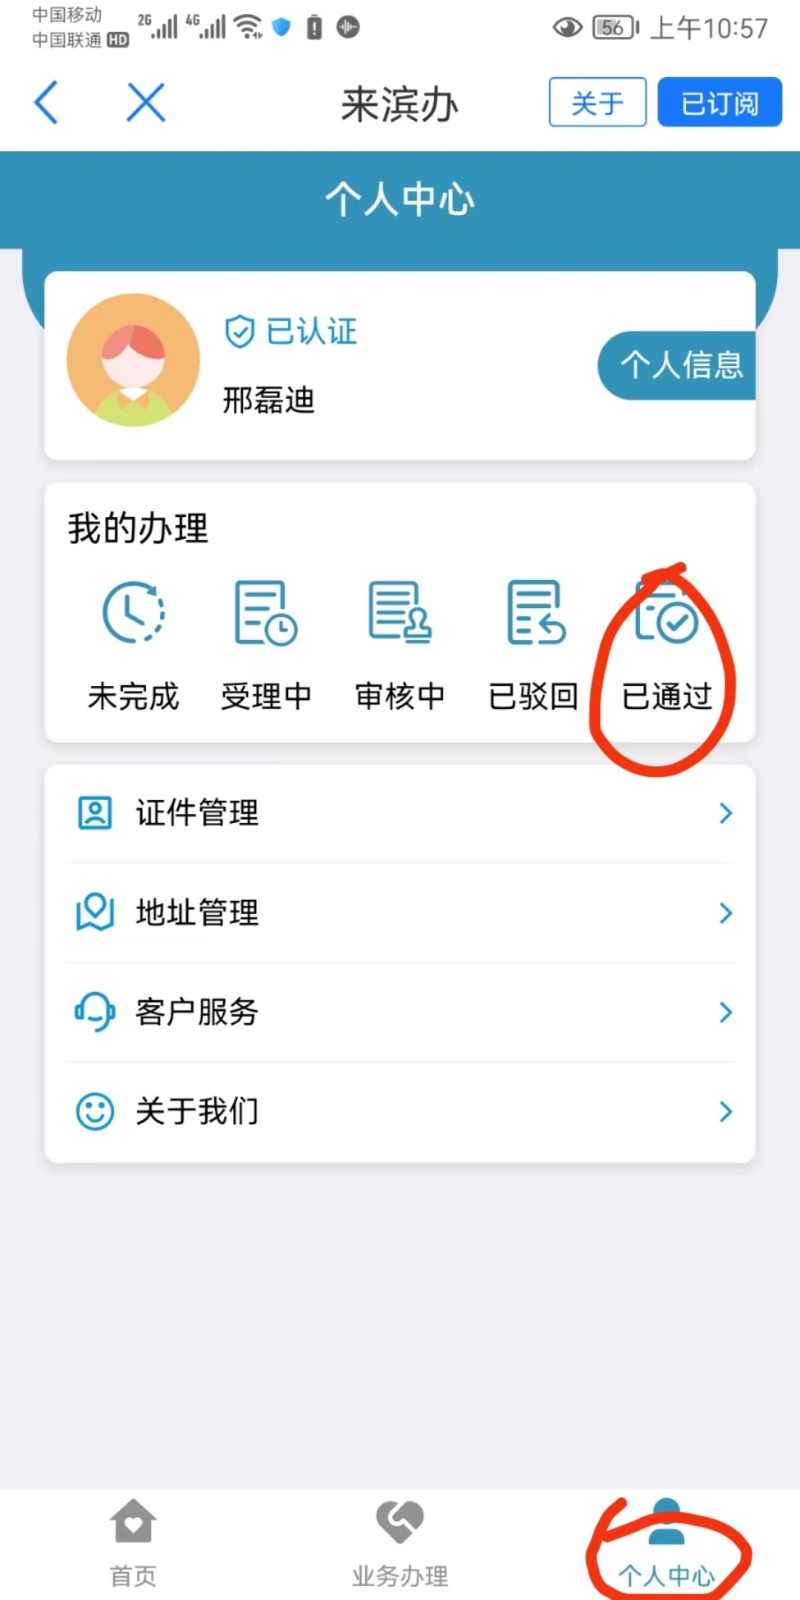 中国移动
中国联通 HD
2G 4G 56 上午10:57
来滨办 关于 已订阅
个人中心
已认证
个人信息
邢磊迪
我的办理
未完成 受理中 审核中 已驳回 已通过
证件管理
地址管理
客户服务
关于我们
首页 业务办理 个人中心